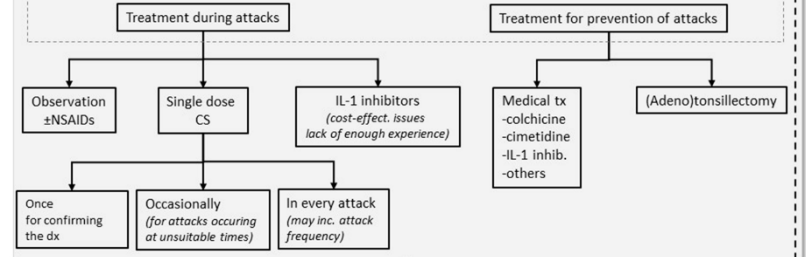 Treatment during attacks
Treatment for prevention of attacks
Observation
±NSAIDs
Single dose
CS
IL-1 inhibitors
(cost-effect. issues
lack of enough experience)
Medical tx
-colchicine
-cimetidine
-IL-1 inhib.
-others
(Adeno)tonsillectomy
Once
for confirming
the dx
Occasionally
(for attacks occuring
at unsuitable times)
In every attack
(may inc. attack
frequency)